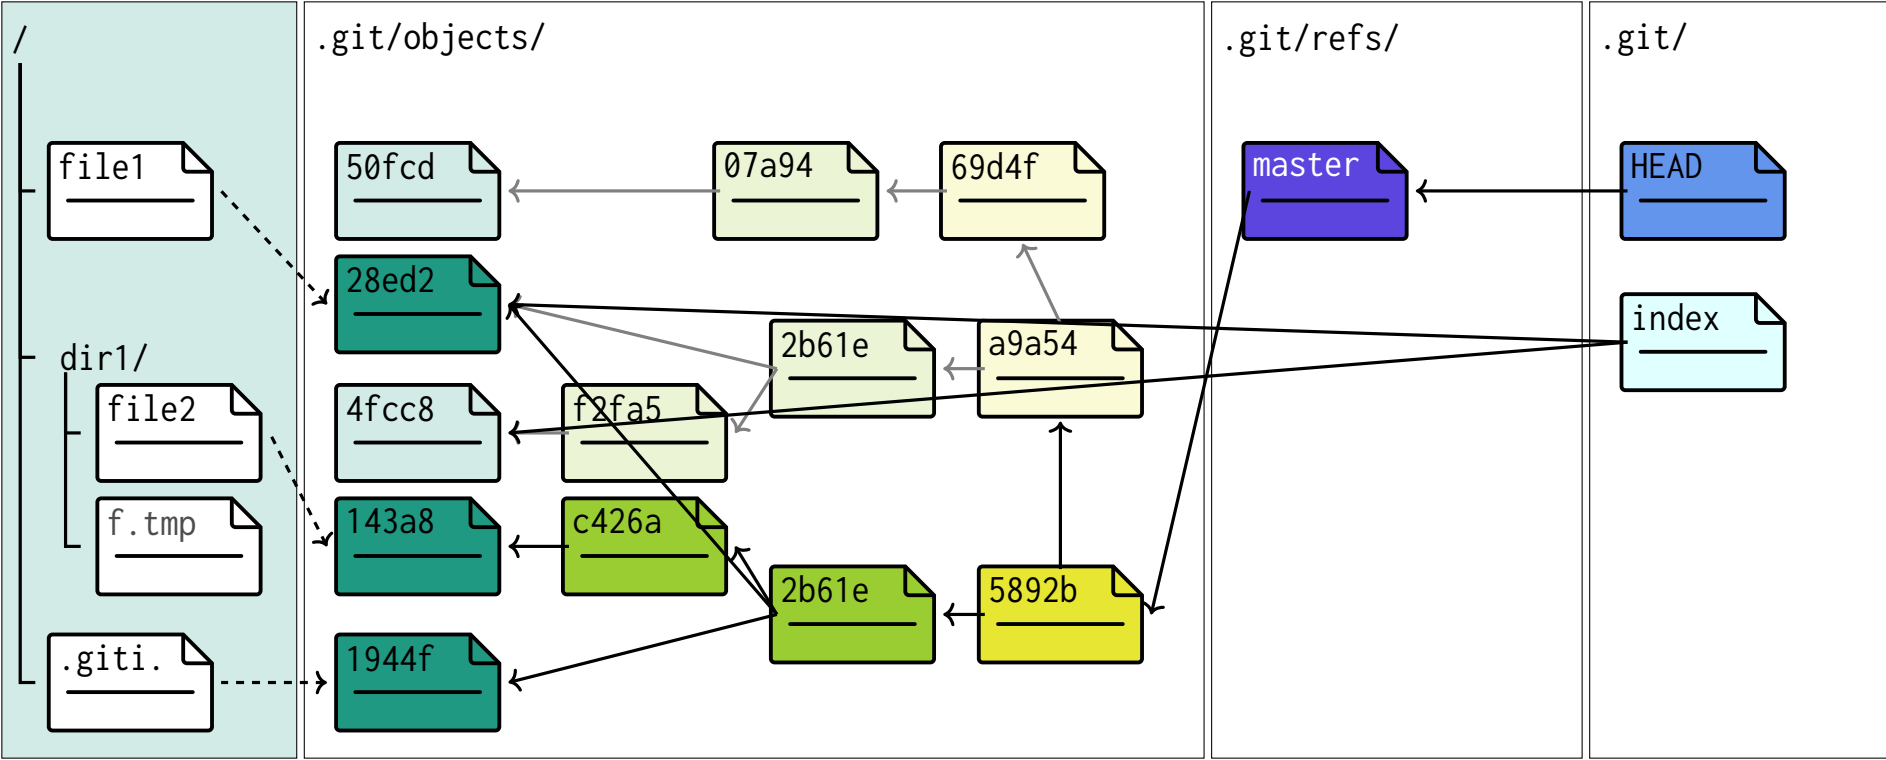 /
file1
dir1/
file2
f.tmp
.giti.
.git/objects/
50fcd
07a94
69d4f
28ed2
2b61e
a9a54
4fcc8
f2fa5
143a8
c426a
2b61e
5892b
1944f
.git/refs/
master
.git/
HEAD
index